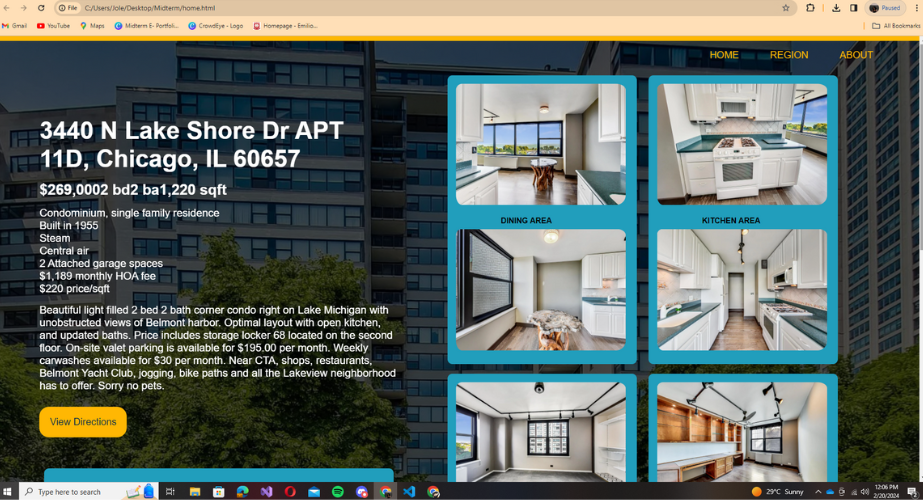 File
C:/Users/Jole/Desktop/Midterm/home.html
Paused
Gmail
YouTube
Maps
Midterm E- Portfoli...
CrowdEye - Logo
Homepage - Emilio...
All Bookmarks
HOME
REGION
ABOUT
3440 N Lake Shore Dr APT
11D, Chicago, IL 60657
$269,0002 bd2 ba1,220 sqft
Condominium, single family residence
Built in 1955
Steam
Central air
2 Attached garage spaces
$1,189 monthly HOA fee
$220 price/sqft
Beautiful light filled 2 bed 2 bath corner condo right on Lake Michigan with
unobstructed views of Belmont harbor. Optimal layout with open kitchen,
and updated baths. Price includes storage locker 68 located on the second
floor. On-site valet parking is available for $195.00 per month. Weekly
carwashes available for $30 per month. Near CTA, shops, restaurants,
Belmont Yacht Club, jogging, bike paths and all the Lakeview neighborhood
has to offer. Sorry no pets.
View Directions
DINING AREA
KITCHEN AREA
Type here to search
29°C Sunny
12:06 PM
2/20/2024